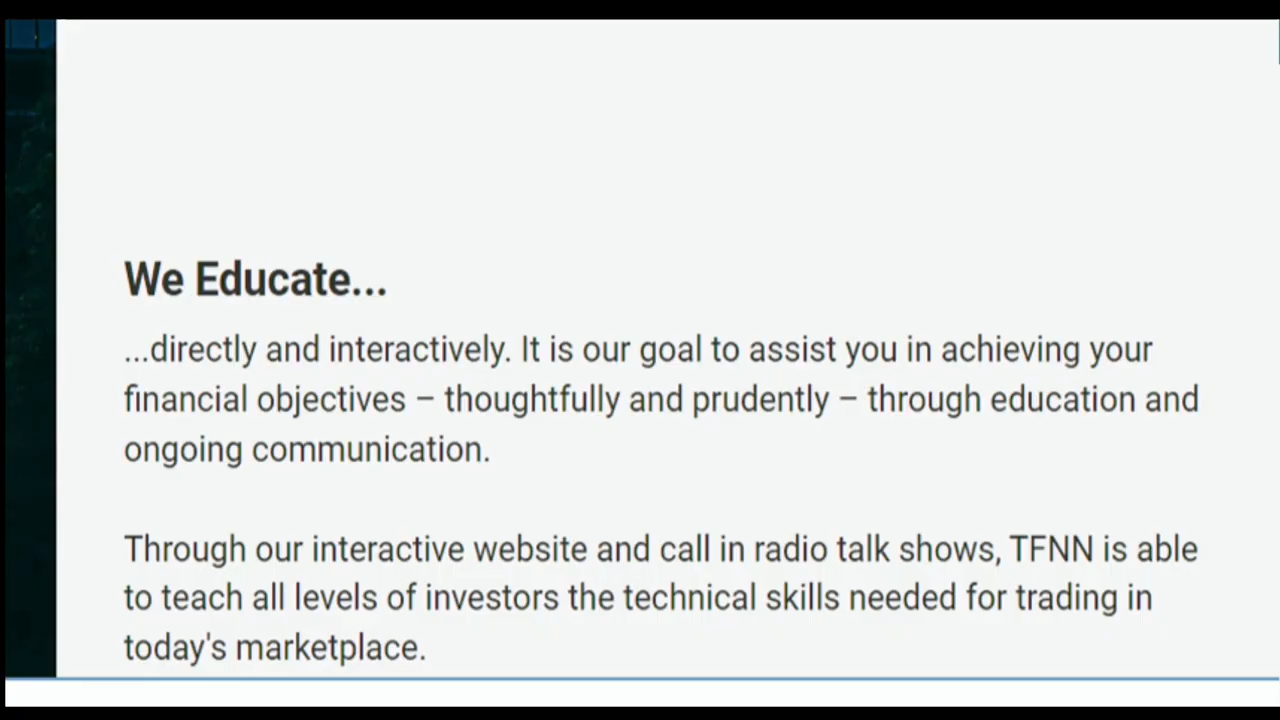 We Educate...
...directly and interactively. It is our goal to assist you in achieving your
financial objectives – thoughtfully and prudently – through education and
ongoing communication.
Through our interactive website and call in radio talk shows, TFNN is able
to teach all levels of investors the technical skills needed for trading in
today's marketplace.